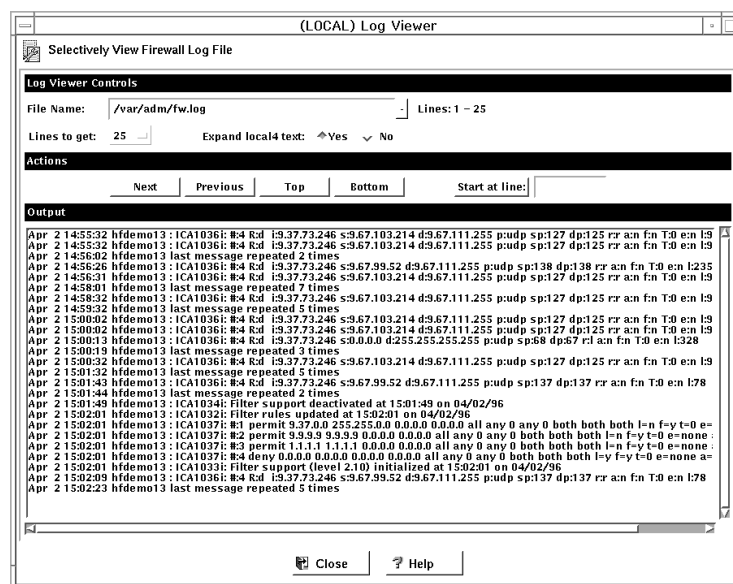 (LOCAL) Log Viewer
Selectively View Firewall Log File
Log Viewer Controls
File Name: /var/adm/fw.log Lines: 1 - 25
Lines to get: 25 Expand local4 text: Yes No
Actions
Next Previous Top Bottom Start at line:
Output
Apr 2 14:55:32 hfdemo13 : ICA1036i: #:4 R:d i:9.37.73.246 s:9.67.103.214 d:9.67.111.255 p:udp sp:127 dp:125 r:r a:n f:n T:0 e:n l:9
Apr 2 14:55:32 hfdemo13 : ICA1036i: #:4 R:d i:9.37.73.246 s:9.67.103.214 d:9.67.111.255 p:udp sp:127 dp:125 r:r a:n f:n T:0 e:n l:9
Apr 2 14:56:02 hfdemo13 last message repeated 2 times
Apr 2 14:56:26 hfdemo13 : ICA1036i: #:4 R:d i:9.37.73.246 s:9.67.99.52 d:9.67.111.255 p:udp sp:138 dp:138 r:r a:n f:n T:0 e:n l:235
Apr 2 14:56:31 hfdemo13 : ICA1036i: #:4 R:d i:9.37.73.246 s:9.67.103.214 d:9.67.111.255 p:udp sp:127 dp:125 r:r a:n f:n T:0 e:n l:9
Apr 2 14:58:01 hfdemo13 last message repeated 7 times
Apr 2 14:58:32 hfdemo13 : ICA1036i: #:4 R:d i:9.37.73.246 s:9.67.103.214 d:9.67.111.255 p:udp sp:127 dp:125 r:r a:n f:n T:0 e:n l:9
Apr 2 14:59:32 hfdemo13 last message repeated 5 times
Apr 2 15:00:02 hfdemo13 : ICA1036i: #:4 R:d i:9.37.73.246 s:9.67.103.214 d:9.67.111.255 p:udp sp:127 dp:125 r:r a:n f:n T:0 e:n l:9
Apr 2 15:00:02 hfdemo13 : ICA1036i: #:4 R:d i:9.37.73.246 s:9.67.103.214 d:9.67.111.255 p:udp sp:127 dp:125 r:r a:n f:n T:0 e:n l:9
Apr 2 15:00:13 hfdemo13 : ICA1036i: #:4 R:d i:9.37.73.246 s:0.0.0.0 d:255.255.255.255 p:udp sp:68 dp:67 r:l a:n f:n T:0 e:n l:328
Apr 2 15:00:19 hfdemo13 last message repeated 3 times
Apr 2 15:00:32 hfdemo13 : ICA1036i: #:4 R:d i:9.37.73.246 s:9.67.103.214 d:9.67.111.255 p:udp sp:127 dp:125 r:r a:n f:n T:0 e:n l:9
Apr 2 15:01:32 hfdemo13 last message repeated 5 times
Apr 2 15:01:43 hfdemo13 : ICA1036i: #:4 R:d i:9.37.73.246 s:9.67.99.52 d:9.67.111.255 p:udp sp:137 dp:137 r:r a:n f:n T:0 e:n l:78
Apr 2 15:01:44 hfdemo13 last message repeated 2 times
Apr 2 15:01:49 hfdemo13 : ICA1034i: Filter support deactivated at 15:01:49 on 04/02/96
Apr 2 15:02:01 hfdemo13 : ICA1032i: Filter rules updated at 15:02:01 on 04/02/96
Apr 2 15:02:01 hfdemo13 : ICA1037i: #:1 permit 9.37.0.0 255.255.0.0 0.0.0.0 0.0.0.0 all any 0 any 0 both both both l=n f=y t=0 e=
Apr 2 15:02:01 hfdemo13 : ICA1037i: #:2 permit 9.9.9.9 9.9.9.9 0.0.0.0 0.0.0.0 all any 0 any 0 both both both l=n f=y t=0 e=none
Apr 2 15:02:01 hfdemo13 : ICA1037i: #:3 permit 1.1.1.1 1.1.1.1 0.0.0.0 0.0.0.0 all any 0 any 0 both both both l=y f=y t=0 e=none
Apr 2 15:02:01 hfdemo13 : ICA1037i: #:4 deny 0.0.0.0 0.0.0.0 0.0.0.0 0.0.0.0 all any 0 any 0 both both both l=y f=y t=0 e=none a=
Apr 2 15:02:01 hfdemo13 : ICA1033i: Filter support (level 2.10) initialized at 15:02:01 on 04/02/96
Apr 2 15:02:09 hfdemo13 : ICA1036i: #:4 R:d i:9.37.73.246 s:9.67.99.52 d:9.67.111.255 p:udp sp:137 dp:137 r:r a:n f:n T:0 e:n l:78
Apr 2 15:02:23 hfdemo13 last message repeated 5 times
Close Help